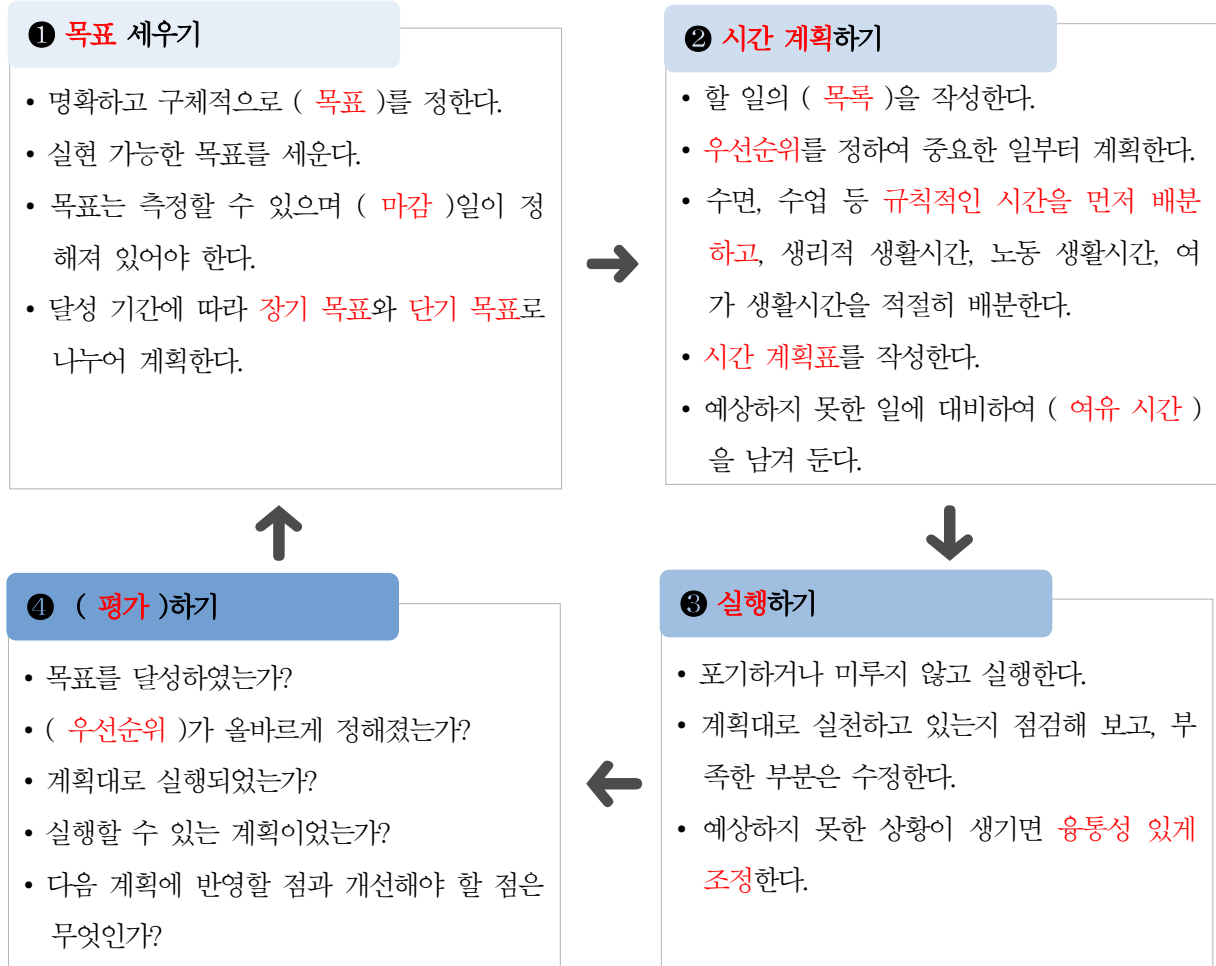 ❶ 목표 세우기
• 명확하고 구체적으로 ( 목표 )를 정한다.
• 실현 가능한 목표를 세운다.
• 목표는 측정할 수 있으며 ( 마감 )일이 정
해져 있어야 한다.
• 달성 기간에 따라 장기 목표와 단기 목표로
나누어 계획한다.
❷ 시간 계획하기
• 할 일의 ( 목록 )을 작성한다.
• 우선순위를 정하여 중요한 일부터 계획한다.
• 수면, 수업 등 규칙적인 시간을 먼저 배분
하고, 생리적 생활시간, 노동 생활시간, 여
가 생활시간을 적절히 배분한다.
• 시간 계획표를 작성한다.
• 예상하지 못한 일에 대비하여 ( 여유 시간 )
을 남겨 둔다.
❸ 실행하기
• 포기하거나 미루지 않고 실행한다.
• 계획대로 실천하고 있는지 점검해 보고, 부
족한 부분은 수정한다.
• 예상하지 못한 상황이 생기면 융통성 있게
조정한다.
❹ ( 평가 )하기
• 목표를 달성하였는가?
• ( 우선순위 )가 올바르게 정해졌는가?
• 계획대로 실행되었는가?
• 실행할 수 있는 계획이었는가?
• 다음 계획에 반영할 점과 개선해야 할 점은
무엇인가?